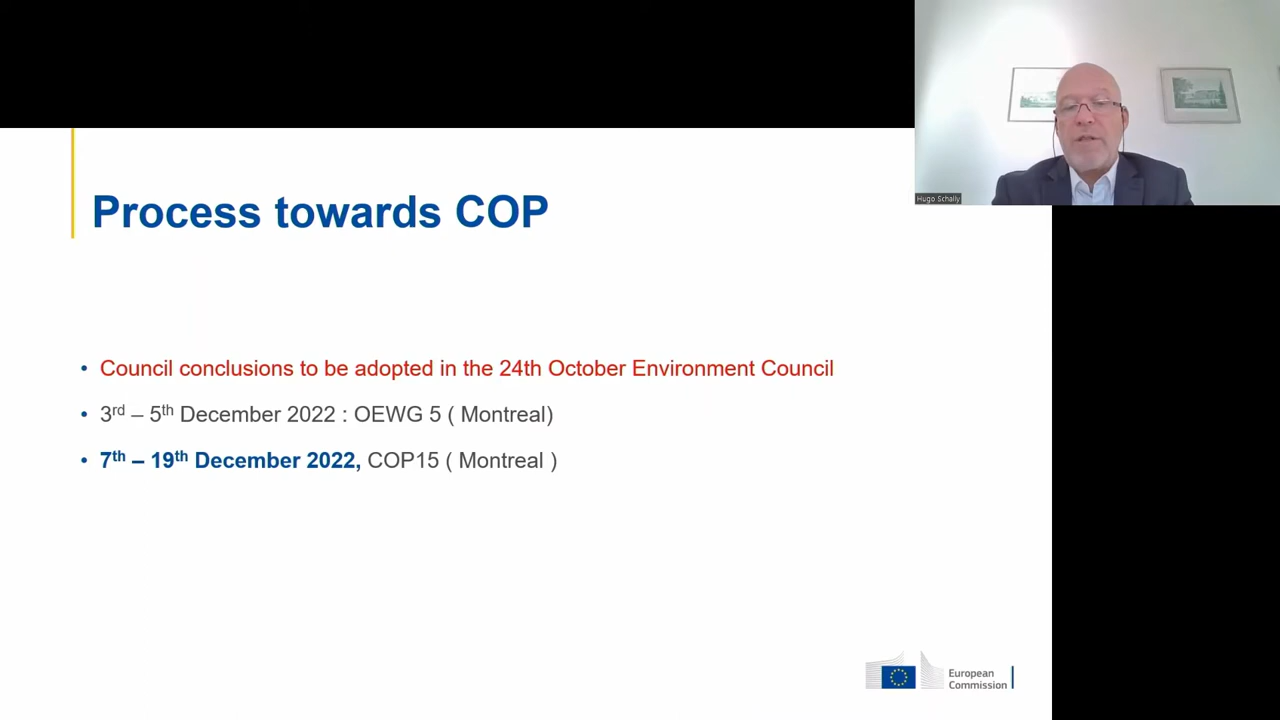 Hugo Schally
Process towards COP
• Council conclusions to be adopted in the 24th October Environment Council
• 3rd – 5th December 2022 : OEWG 5 ( Montreal)
• 7th – 19th December 2022, COP15 ( Montreal )
European
Commission